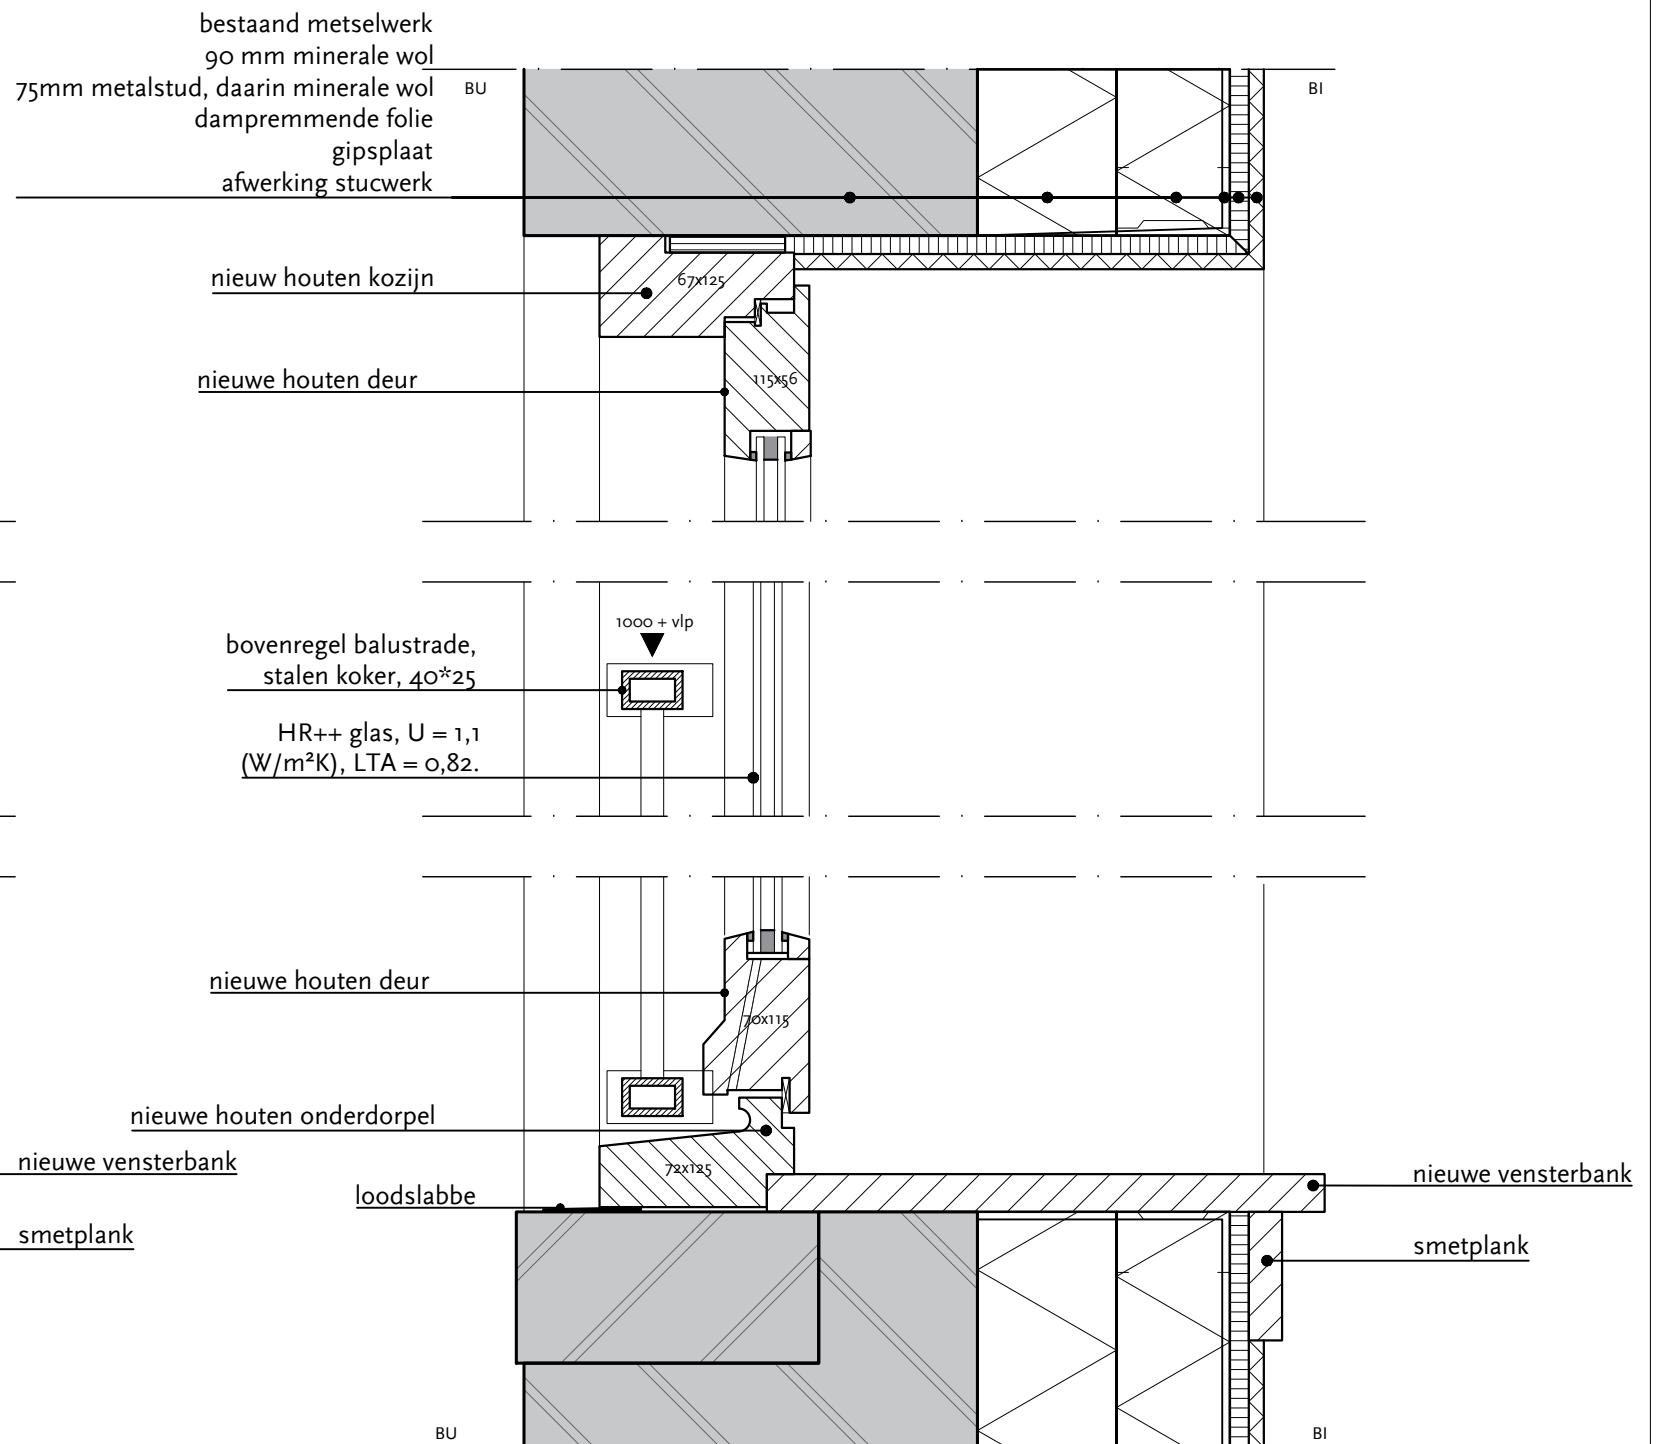 bestaand metselwerk
90 mm minerale wol
75mm metalstud, daarin minerale wol
dampremmende folie
gipsplaat
afwerking stucwerk
BU
BI
nieuw houten kozijn
67x125
nieuwe houten deur
115x56
1000 + vlp
bovenregel balustrade,
stalen koker, 40*25
HR++ glas, U = 1,1
(W/m²K), LTA = 0,82.
nieuwe houten deur
70x115
nieuwe houten onderdorpel
nieuwe vensterbank
72x125
nieuwe vensterbank
loodslabbe
smetplank
smetplank
BU
BI